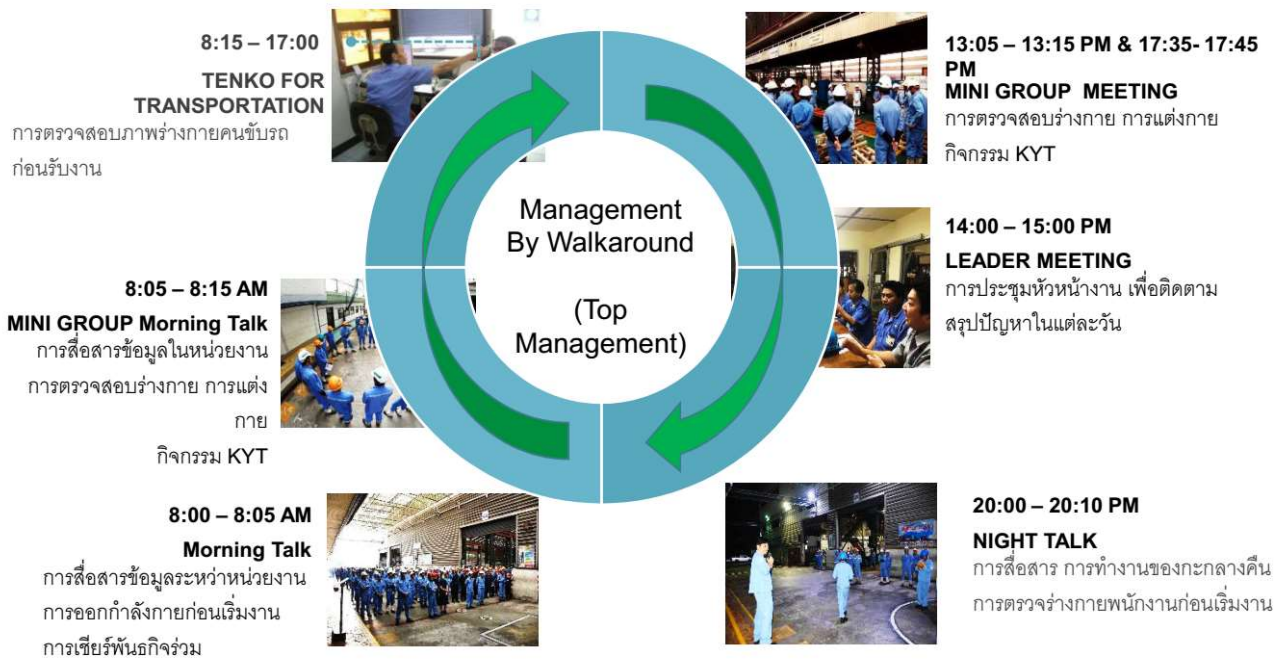 8:15 – 17:00
TENKO FOR
TRANSPORTATION
การตรวจสอบภาพร่างกายคนขับรถ
ก่อนรับงาน
13:05 – 13:15 PM & 17:35- 17:45
PM
MINI GROUP MEETING
การตรวจสอบร่างกาย การแต่งกาย
กิจกรรม KYT
Management
By Walkaround
(Top
Management)
14:00 – 15:00 PM
LEADER MEETING
การประชุมหัวหน้างาน เพื่อติดตาม
สรุปปัญหาในแต่ละวัน
8:05 – 8:15 AM
MINI GROUP Morning Talk
การสื่อสารข้อมูลในหน่วยงาน
การตรวจสอบร่างกาย การแต่ง
กาย
กิจกรรม KYT
8:00 – 8:05 AM
Morning Talk
การสื่อสารข้อมูลระหว่าหน่วยงาน
การออกกำลังกายก่อนเริ่มงาน
การเชียร์พันธกิจร่วม
20:00 – 20:10 PM
NIGHT TALK
การสื่อสาร การทำงานของกะกลางคืน
การตรวจร่างกายพนักงานก่อนเริ่มงาน